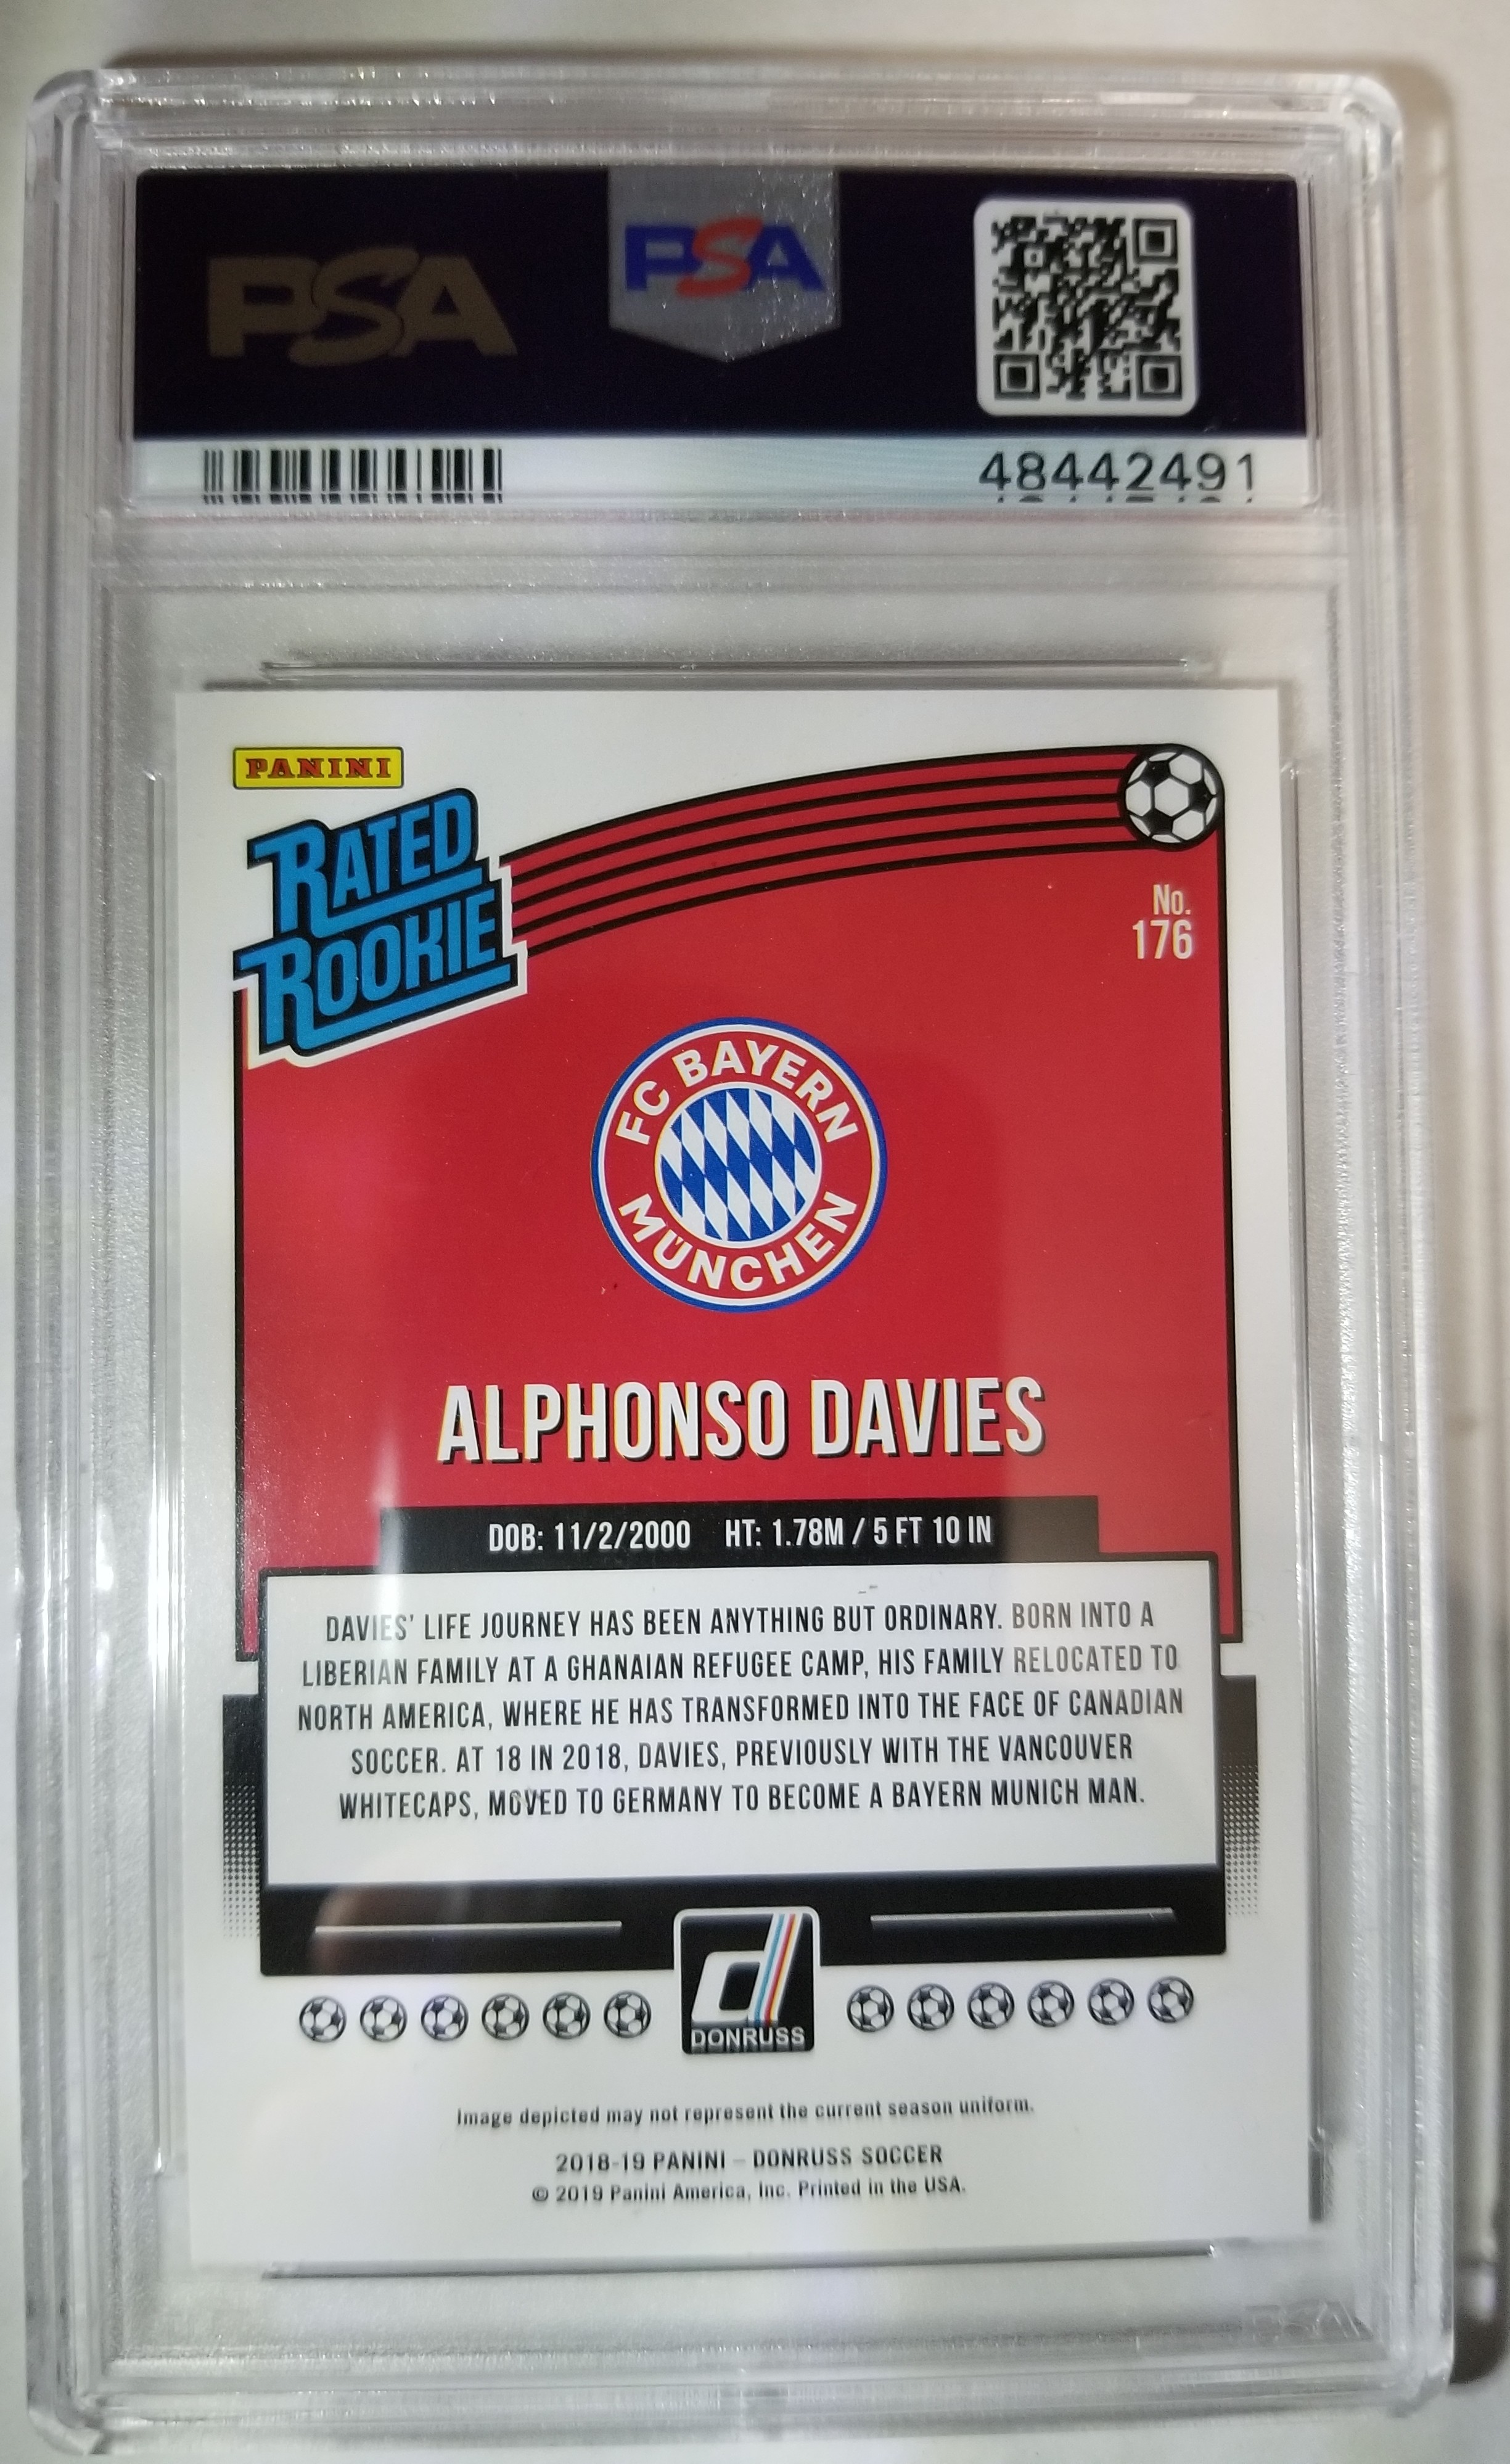 PSA
PSA
48442491
PANINI
RATED
ROOKIE
No.
176
FC BAYERN
MÜNCHEN
ALPHONSO DAVIES
DOB: 11/2/2000 HT: 1.78M / 5 FT 10 IN
DAVIES' LIFE JOURNEY HAS BEEN ANYTHING BUT ORDINARY. BORN INTO A
LIBERIAN FAMILY AT A GHANAIAN REFUGEE CAMP, HIS FAMILY RELOCATED TO
NORTH AMERICA, WHERE HE HAS TRANSFORMED INTO THE FACE OF CANADIAN
SOCCER. AT 18 IN 2018, DAVIES, PREVIOUSLY WITH THE VANCOUVER
WHITECAPS, MOVED TO GERMANY TO BECOME A BAYERN MUNICH MAN.
d
DONRUSS
Image depicted may not represent the current season uniform.
2018-19 PANINI – DONRUSS SOCCER
© 2019 Panini America, Inc. Printed in the USA.
PSA